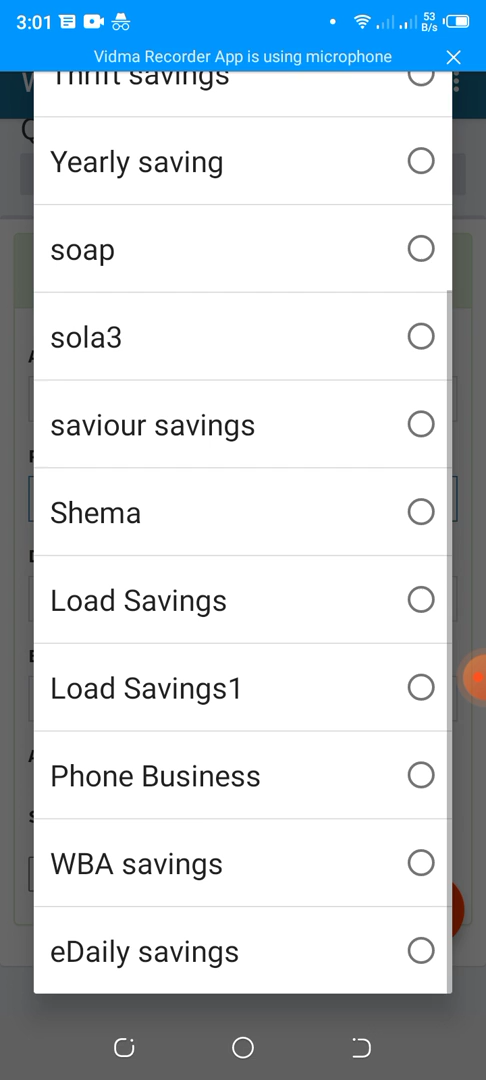 3:01
53
B/s
Vidma Recorder App is using microphone
Thrift savings
Yearly saving
soap
sola3
saviour savings
Shema
Load Savings
Load Savings1
Phone Business
WBA savings
eDaily savings